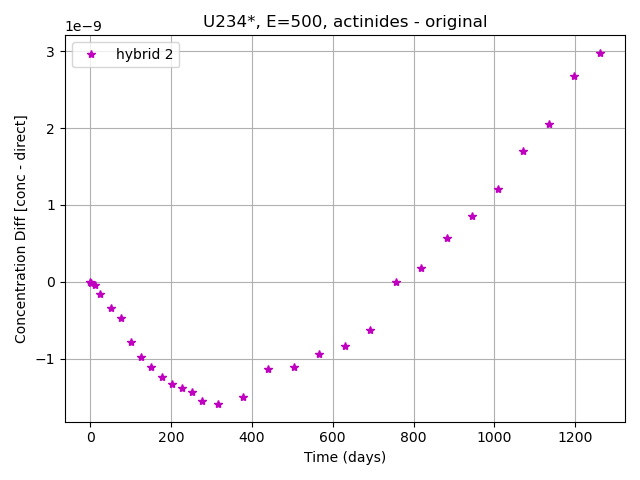 U234*, E=500, actinides - original
1e−9
hybrid 2
3
2
1
0
−1
Concentration Diff [conc - direct]
0 200 400 600 800 1000 1200
Time (days)